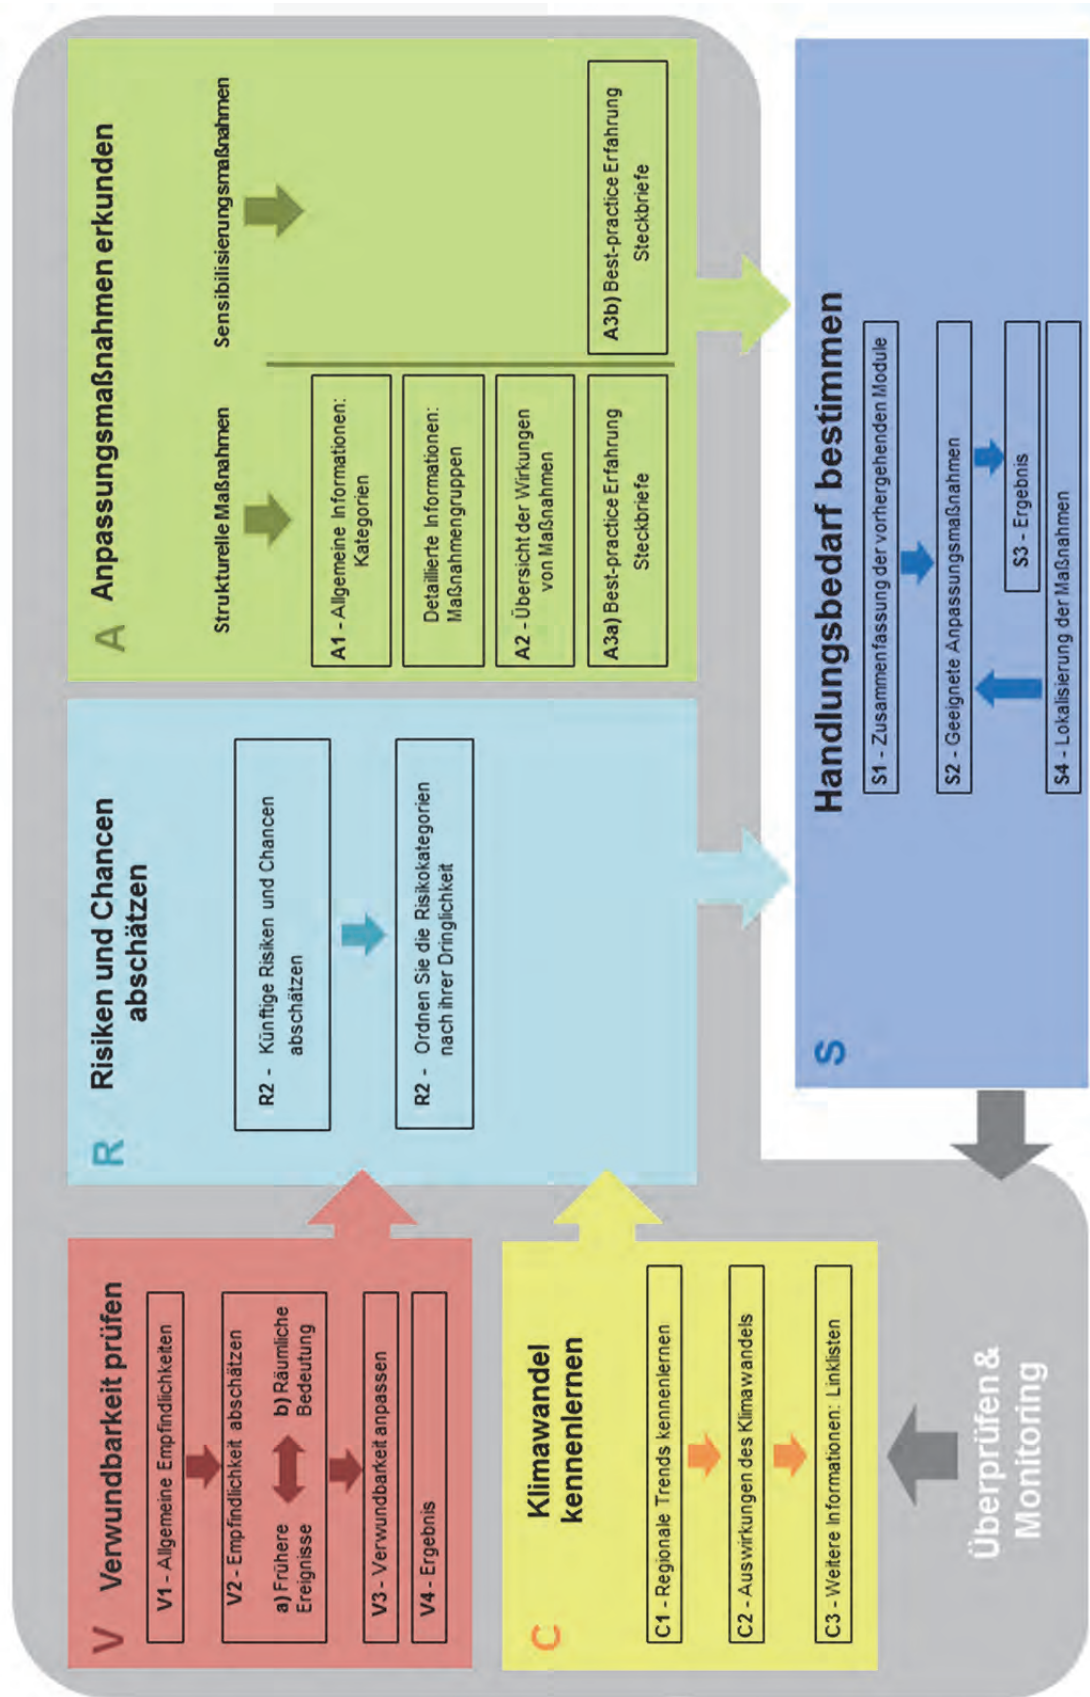 V Verwundbarkeit prüfen
V1 - Allgemeine Empfindlichkeiten
V2 - Empfindlichkeit abschätzen
a) Frühere
Ereignisse
b) Räumliche
Bedeutung
V3 - Verwundbarkeit anpassen
V4 - Ergebnis
C Klimawandel
kennenlernen
C1 - Regionale Trends kennenlernen
C2 - Auswirkungen des Klimawandels
C3 - Weitere Informationen: Linklisten
Überprüfen &
Monitoring
R Risiken und Chancen
abschätzen
R2 - Künftige Risiken und Chancen
abschätzen
R2 - Ordnen Sie die Risikokategorien
nach ihrer Dringlichkeit
A Anpassungsmaßnahmen erkunden
Strukturelle Maßnahmen
A1 - Allgemeine Informationen:
Kategorien
Detaillierte Informationen:
Maßnahmengruppen
A2 - Übersicht der Wirkungen
von Maßnahmen
A3a) Best-practice Erfahrung
Steckbriefe
Sensibilisierungsmaßnahmen
A3b) Best-practice Erfahrung
Steckbriefe
S Handlungsbedarf bestimmen
S1 - Zusammenfassung der vorhergehenden Module
S2 - Geeignete Anpassungsmaßnahmen
S3 - Ergebnis
S4 - Lokalisierung der Maßnahmen